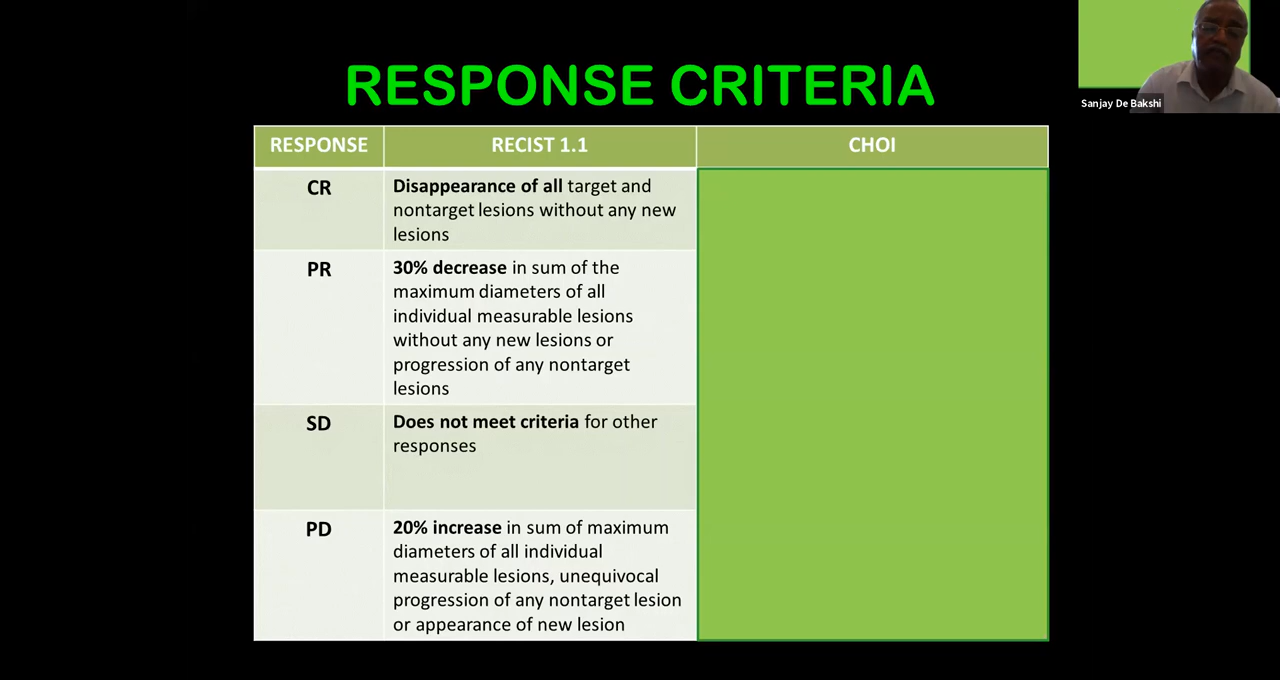 RESPONSE CRITERIA
Sanjay De Bakshi
RESPONSE RECIST 1.1 CHOI
CR
Disappearance of all target and
nontarget lesions without any new
lesions
PR
30% decrease in sum of the
maximum diameters of all
individual measurable lesions
without any new lesions or
progression of any nontarget
lesions
SD
Does not meet criteria for other
responses
PD
20% increase in sum of maximum
diameters of all individual
measurable lesions, unequivocal
progression of any nontarget lesion
or appearance of new lesion